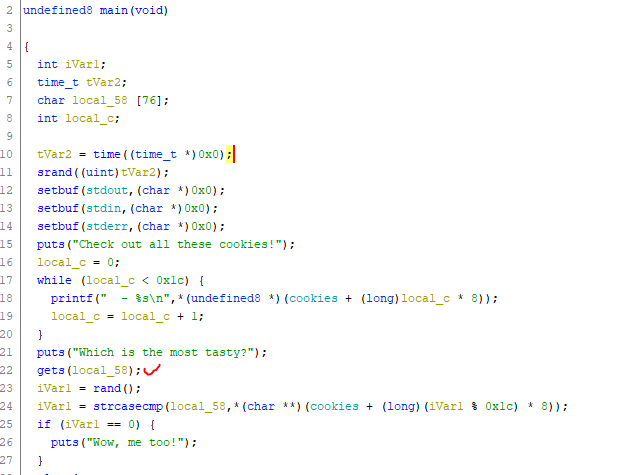 2 undefined8 main(void)
3
4 {
5 int iVar1;
6 time_t tVar2;
7 char local_58 [76];
8 int local_c;
9
10 tVar2 = time((time_t *)0x0);
11 srand((uint)tVar2);
12 setbuf(stdout,(char *)0x0);
13 setbuf(stdin,(char *)0x0);
14 setbuf(stderr,(char *)0x0);
15 puts("Check out all these cookies!");
16 local_c = 0;
17 while (local_c < 0x1c) {
18 printf("  - %s\n",*(undefined8 *)(cookies + (long)local_c * 8));
19 local_c = local_c + 1;
20 }
21 puts("Which is the most tasty?");
22 gets(local_58);
23 iVar1 = rand();
24 iVar1 = strcasecmp(local_58,*(char **)(cookies + (long)(iVar1 % 0x1c) * 8));
25 if (iVar1 == 0) {
26 puts("Wow, me too!");
27 }